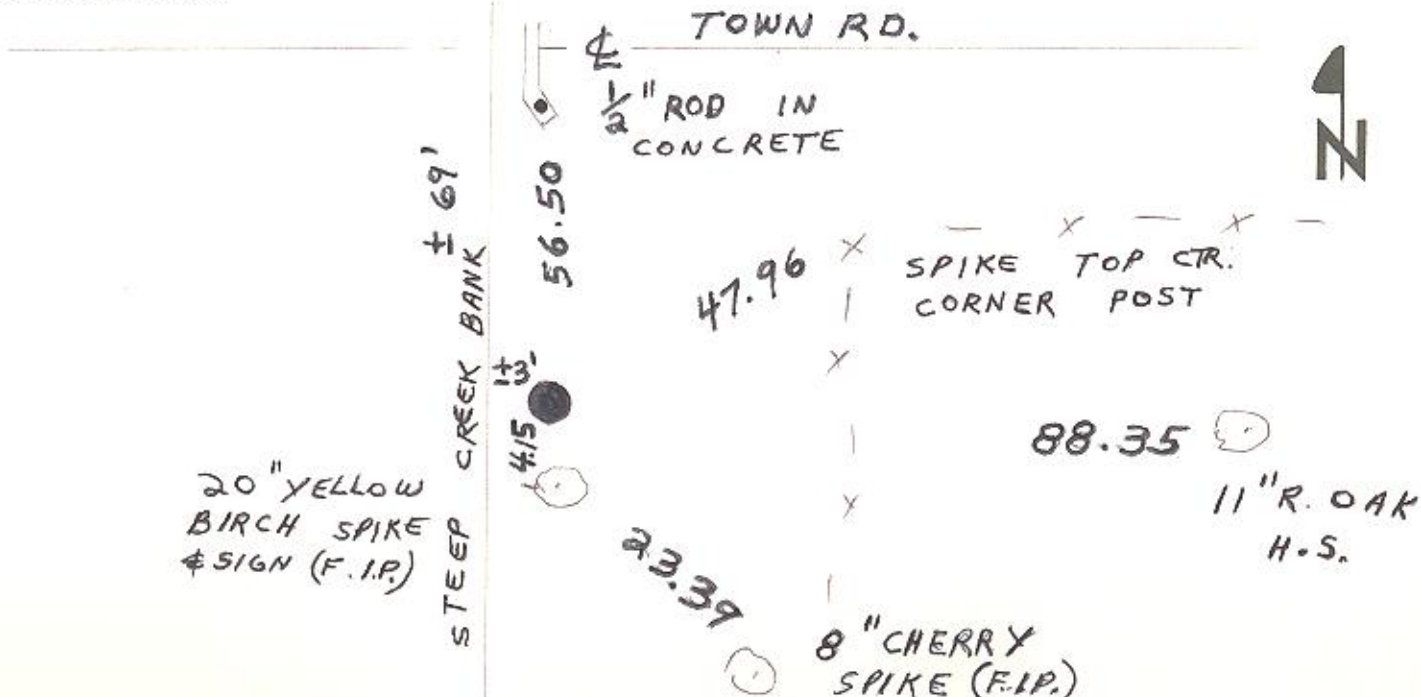 TOWN RD.
℄
1/2" ROD IN
CONCRETE
N
± 69'
56.50
47.96
SPIKE TOP CTR.
CORNER POST
STEEP CREEK BANK
±3'
4.15
88.35
20" YELLOW
BIRCH SPIKE
& SIGN (F.I.P.)
11" R. OAK
H.S.
23.39
8" CHERRY
SPIKE (F.I.P.)